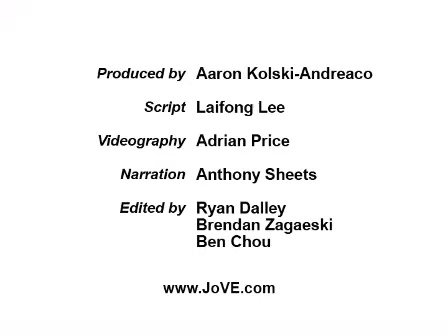 Produced by Aaron Kolski-Andreaco
Script Laifong Lee
Videography Adrian Price
Narration Anthony Sheets
Edited by Ryan Dalley
Brendan Zagaeski
Ben Chou
www.JoVE.com